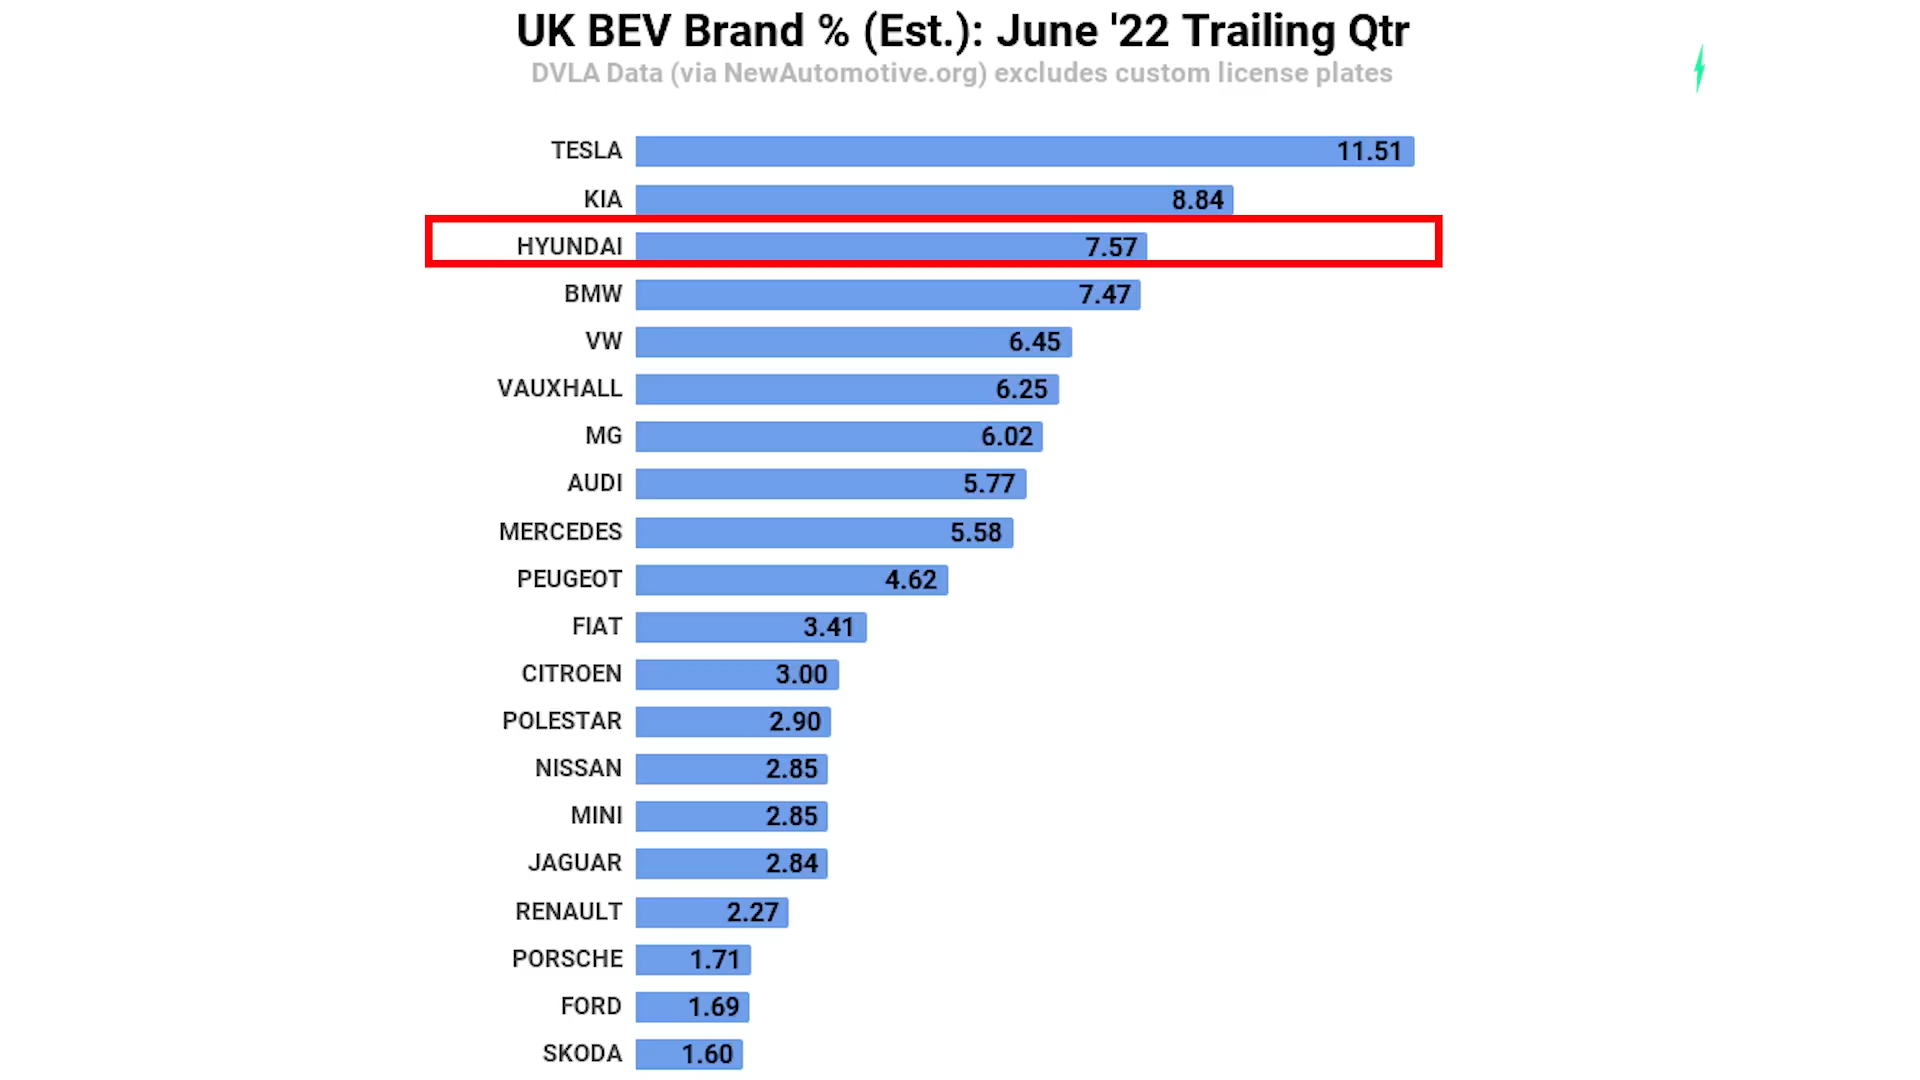 UK BEV Brand % (Est.): June '22 Trailing Qtr
DVLA Data (via NewAutomotive.org) excludes custom license plates
TESLA 11.51
KIA 8.84
HYUNDAI 7.57
BMW 7.47
VW 6.45
VAUXHALL 6.25
MG 6.02
AUDI 5.77
MERCEDES 5.58
PEUGEOT 4.62
FIAT 3.41
CITROEN 3.00
POLESTAR 2.90
NISSAN 2.85
MINI 2.85
JAGUAR 2.84
RENAULT 2.27
PORSCHE 1.71
FORD 1.69
SKODA 1.60